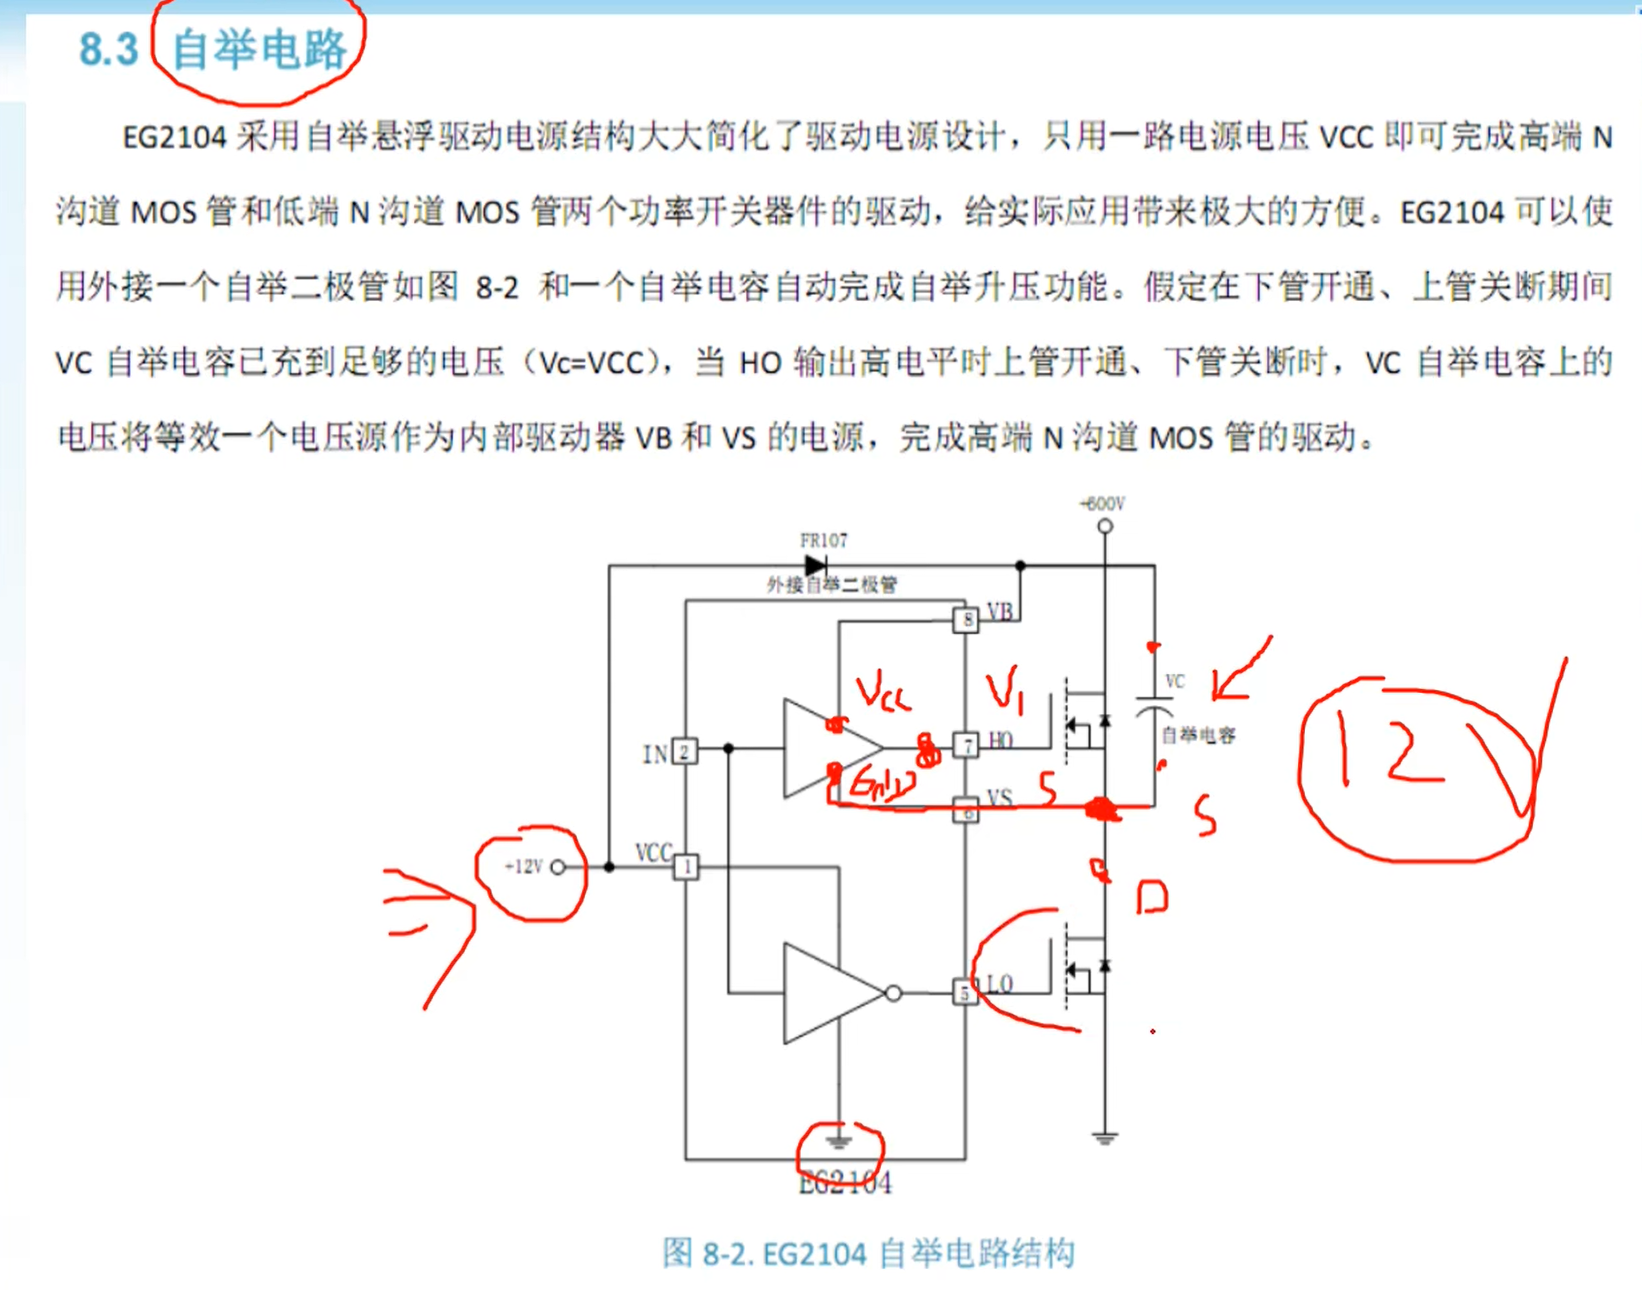 8.3 自举电路
EG2104 采用自举悬浮驱动电源结构大大简化了驱动电源设计，只用一路电源电压 VCC 即可完成高端 N
沟道 MOS 管和低端 N 沟道 MOS 管两个功率开关器件的驱动，给实际应用带来极大的方便。EG2104 可以使
用外接一个自举二极管如图 8-2 和一个自举电容自动完成自举升压功能。假定在下管开通、上管关断期间
VC 自举电容已充到足够的电压（Vc=VCC），当 HO 输出高电平时上管开通、下管关断时，VC 自举电容上的
电压将等效一个电压源作为内部驱动器 VB 和 VS 的电源，完成高端 N 沟道 MOS 管的驱动。
+600V
FR107
外接自举二极管
8 VB
VCC V1
VC
自举电容
12V
IN 2
7 HO
GND
6 VS S
S
+12V
VCC 1
D
5 LO
EG2104
图 8-2. EG2104 自举电路结构